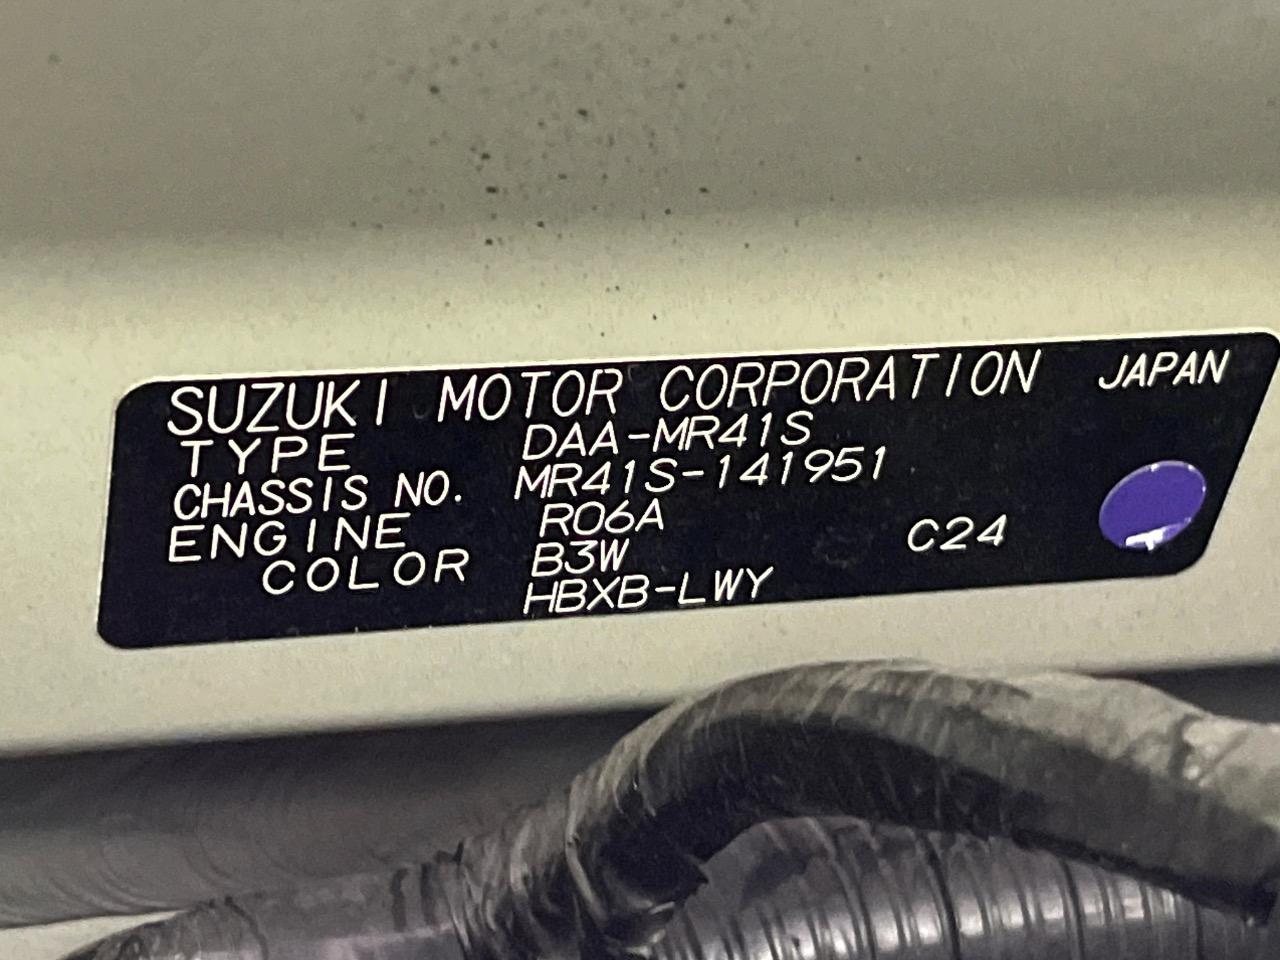 SUZUKI MOTOR CORPORATION JAPAN
TYPE DAA-MR41S
CHASSIS NO. MR41S-141951
ENGINE R06A
COLOR B3W C24
HBXB-LWY